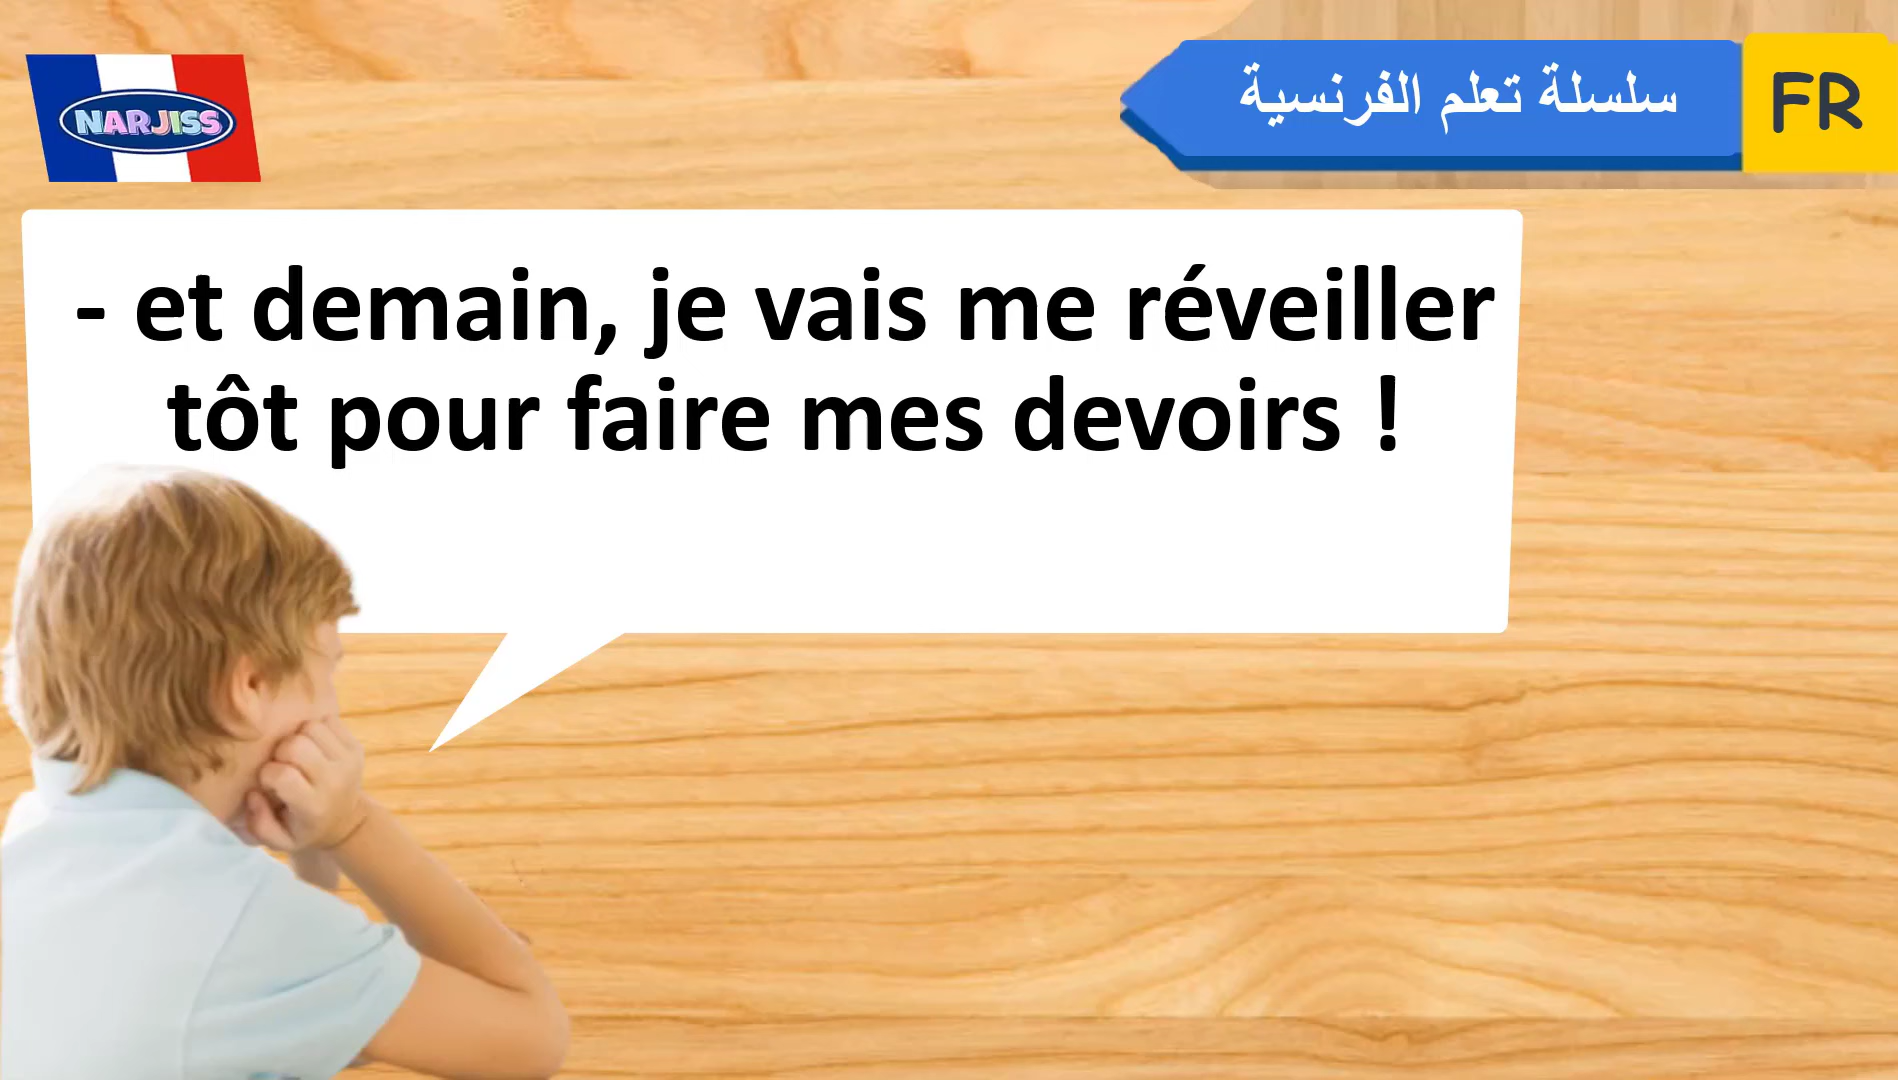 NARJISS
سلسلة تعلم الفرنسية
FR
- et demain, je vais me réveiller
tôt pour faire mes devoirs !